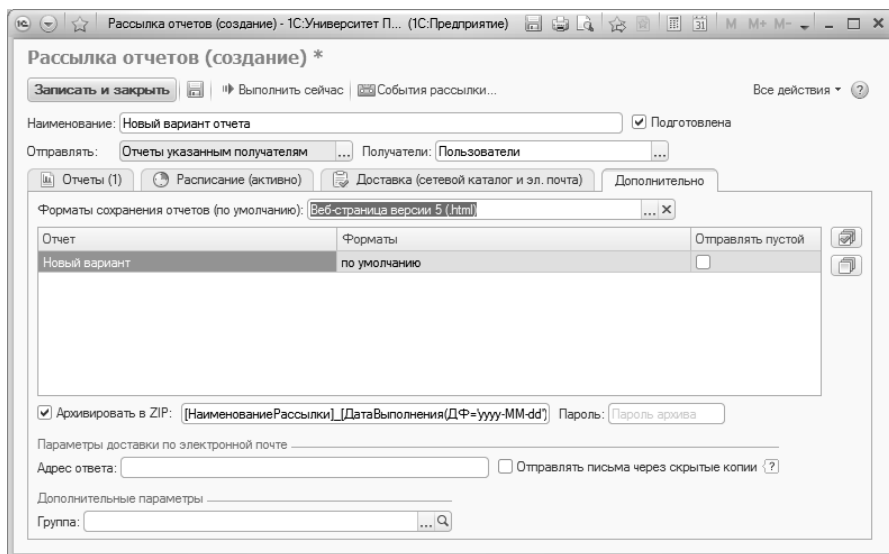 Рассылка отчетов (создание) - 1С:Университет П... (1С:Предприятие) M M+ M-
Рассылка отчетов (создание) *
Записать и закрыть Выполнить сейчас События рассылки... Все действия
Наименование: Новый вариант отчета Подготовлена
Отправлять: Отчеты указанным получателям ... Получатели: Пользователи ...
Отчеты (1) Расписание (активно) Доставка (сетевой каталог и эл. почта) Дополнительно
Форматы сохранения отчетов (по умолчанию): Веб-страница версии 5 (.html) ... X
Отчет Форматы Отправлять пустой
Новый вариант по умолчанию
Архивировать в ZIP: [НаименованиеРассылки]_[ДатаВыполнения(ДФ='yyyy-MM-dd') Пароль: Пароль архива
Параметры доставки по электронной почте
Адрес ответа: Отправлять письма через скрытые копии ?
Дополнительные параметры
Группа: ...